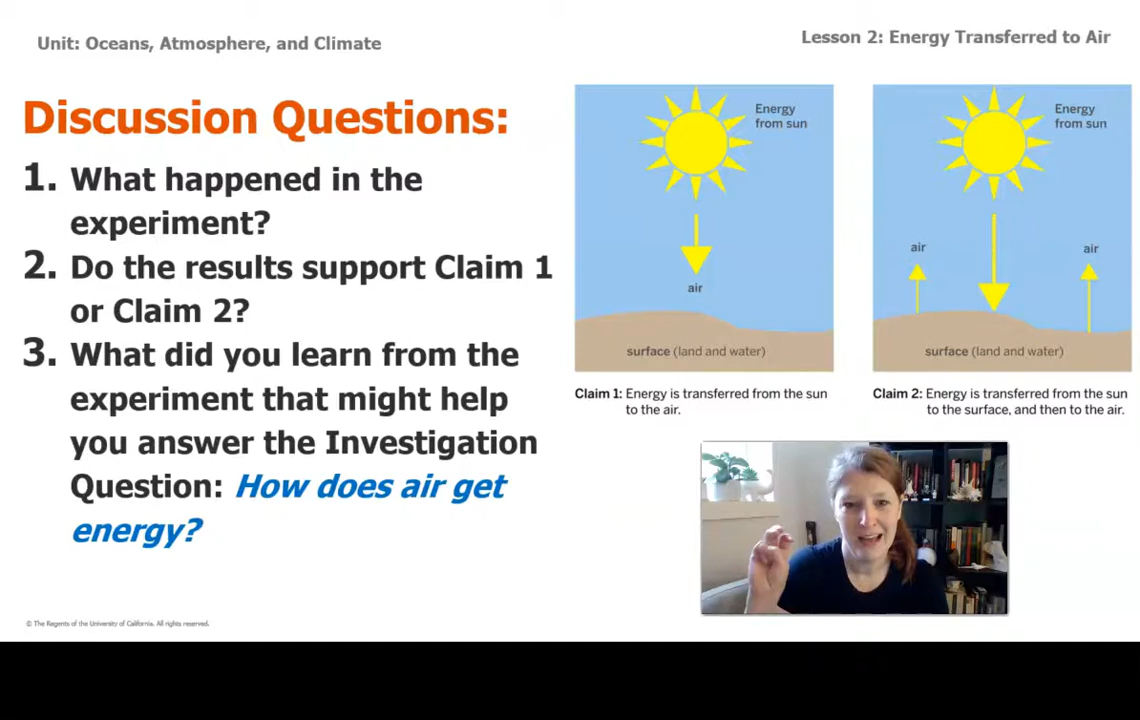 Unit: Oceans, Atmosphere, and Climate
Lesson 2: Energy Transferred to Air
Discussion Questions:
1. What happened in the
experiment?
2. Do the results support Claim 1
or Claim 2?
3. What did you learn from the
experiment that might help
you answer the Investigation
Question: How does air get
energy?
Energy
from sun
air
surface (land and water)
Claim 1: Energy is transferred from the sun
to the air.
Energy
from sun
air
air
surface (land and water)
Claim 2: Energy is transferred from the sun
to the surface, and then to the air.
© The Regents of the University of California. All rights reserved.